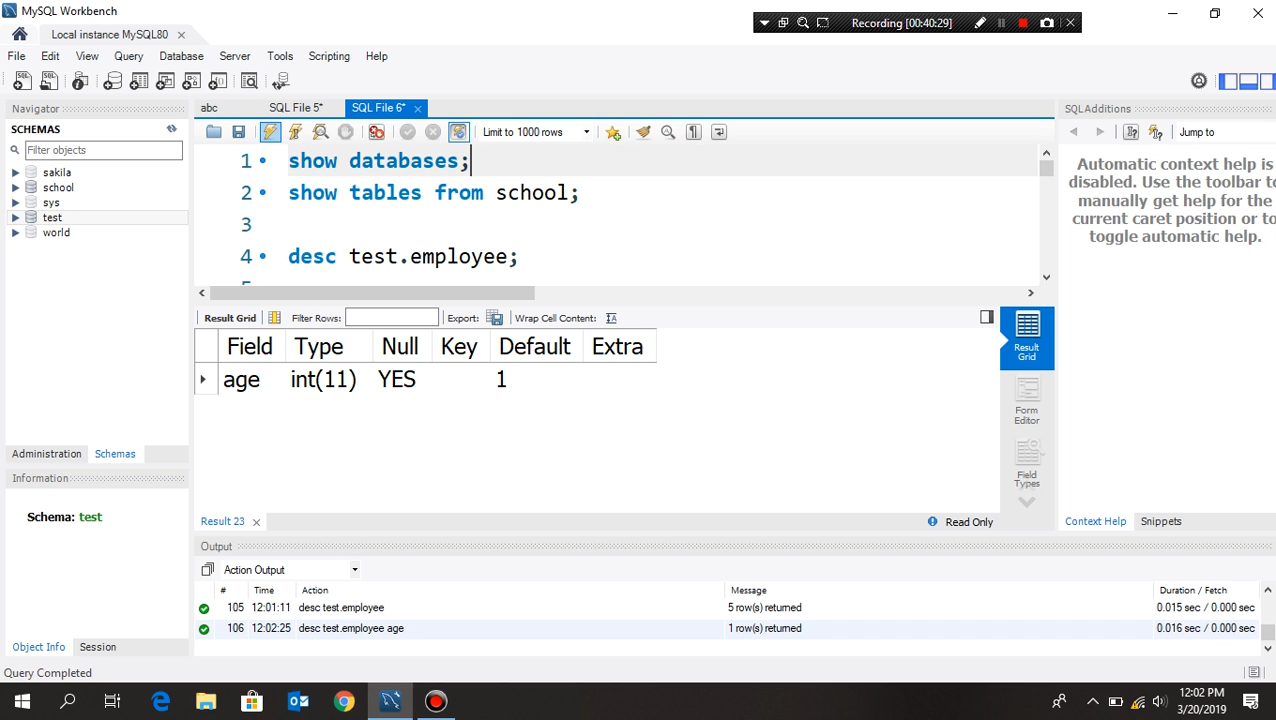 MySQL Workbench
Recording [00:40:29]
Local instance MySQL80
File Edit View Query Database Server Tools Scripting Help
Navigator
SCHEMAS
Filter objects
sakila
school
sys
test
world
Administration Schemas
Information
Schema: test
Object Info Session
abc SQL File 5* SQL File 6*
Limit to 1000 rows
1 show databases;
2 show tables from school;
3
4 desc test.employee;
Result Grid Filter Rows: Export: Wrap Cell Content:
Field Type Null Key Default Extra
age int(11) YES 1
Result
Grid
Form
Editor
Field
Types
Result 23 Read Only
SQLAdditions
Jump to
Automatic context help is
disabled. Use the toolbar to
manually get help for the
current caret position or to
toggle automatic help.
Context Help Snippets
Output
Action Output
# Time Action Message Duration / Fetch
105 12:01:11 desc test.employee 5 row(s) returned 0.015 sec / 0.000 sec
106 12:02:25 desc test.employee age 1 row(s) returned 0.016 sec / 0.000 sec
Query Completed
12:02 PM
3/20/2019